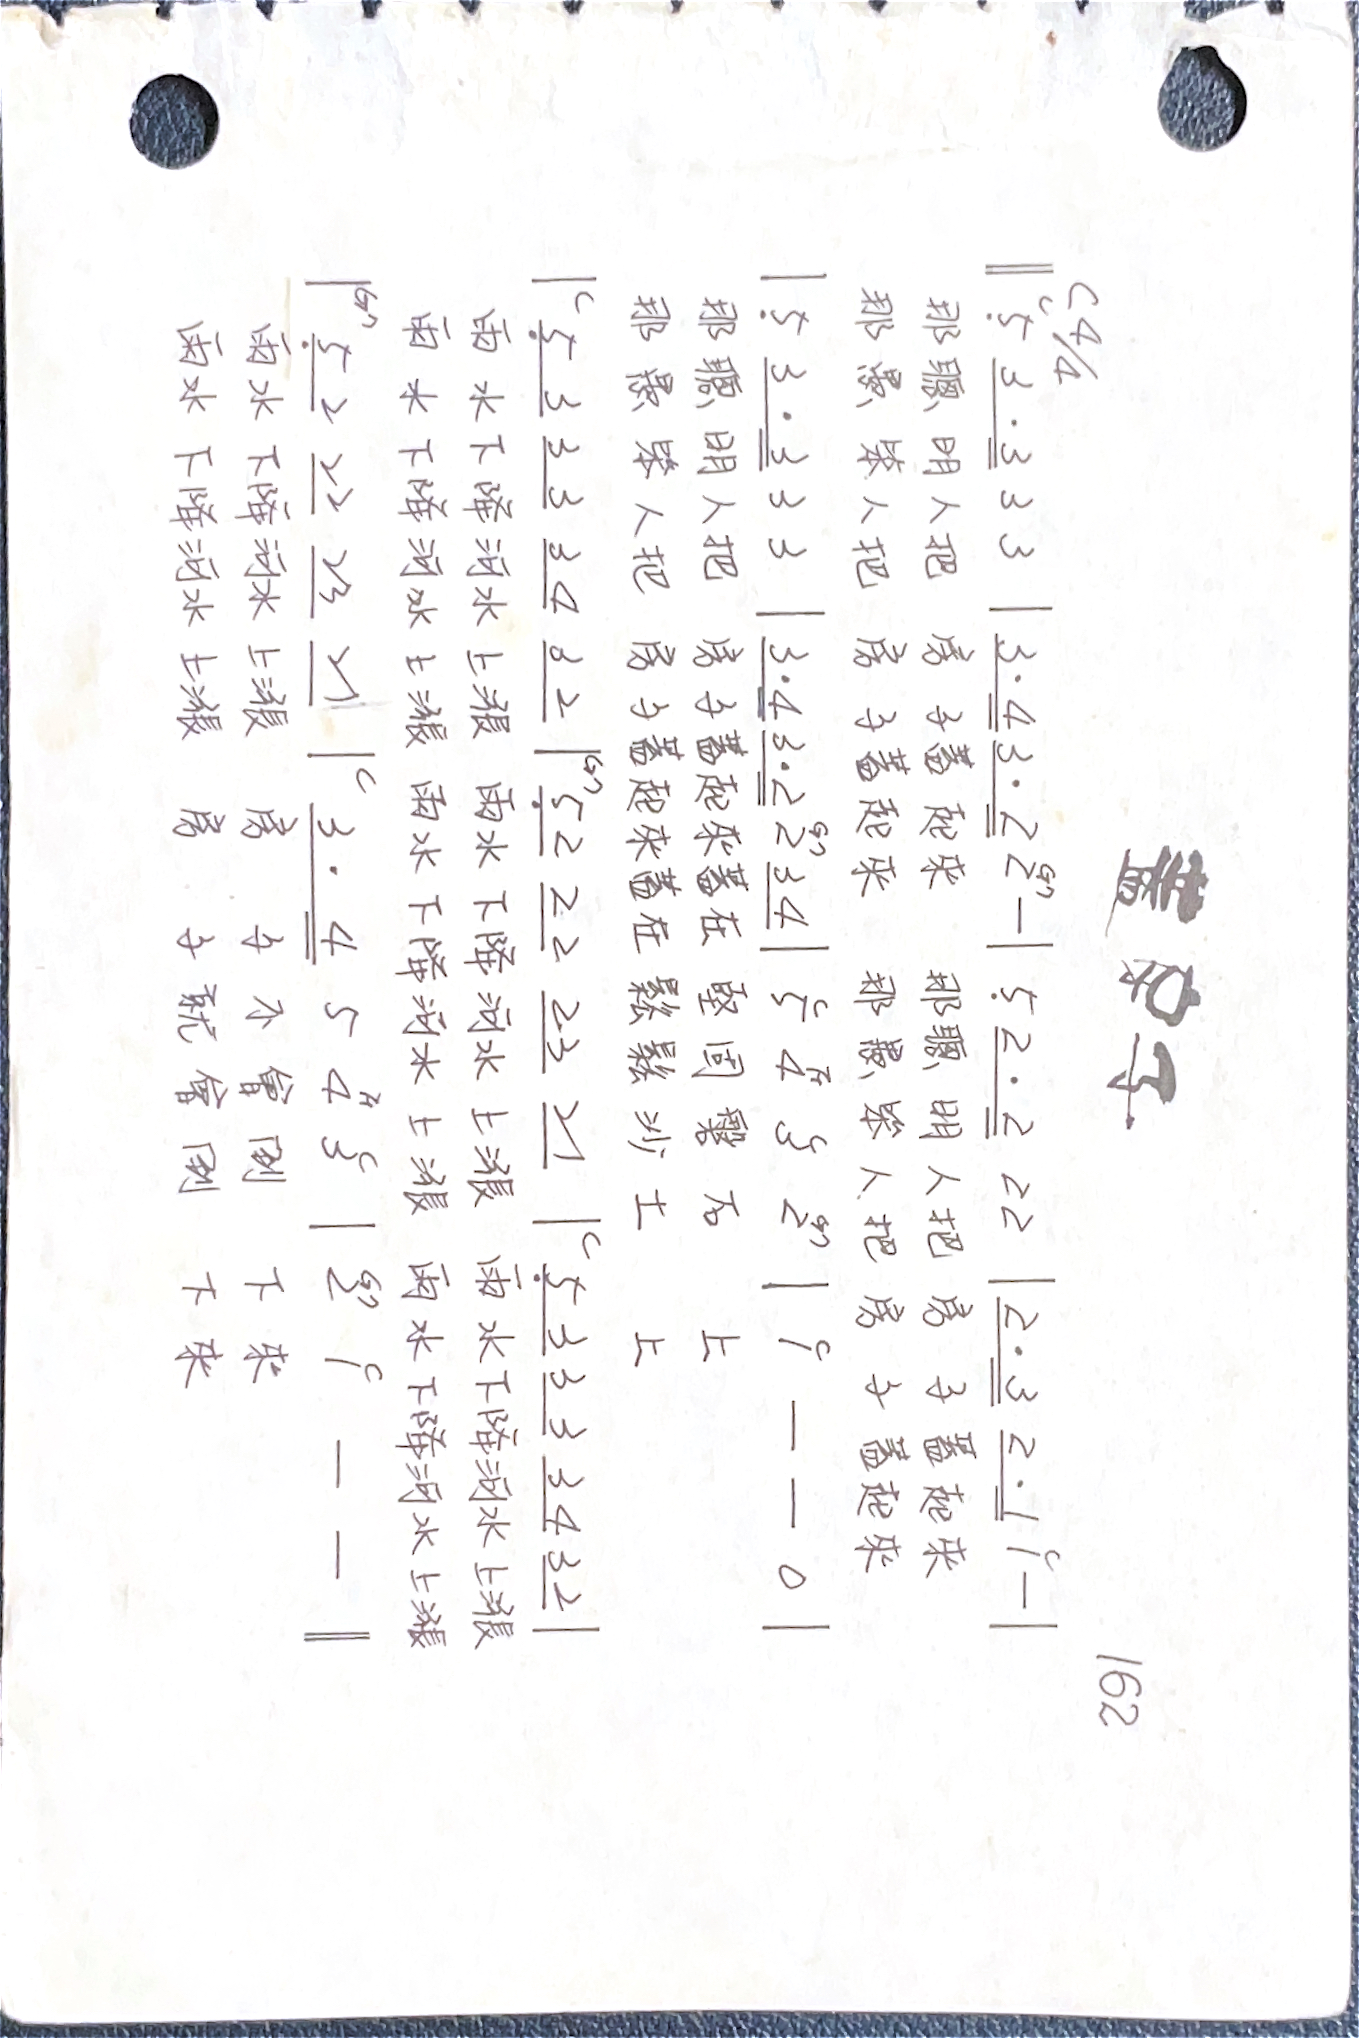 蓋房子
162
C 4/4
C G7 C
‖ 5̣ 3·3 3 3 | 3·4 3·2 2 — | 5̣ 2·2 2 2 | 2·3 2·1 1 — |
那聰明人把 房子蓋起來 那聰明人把房子蓋起來
那愚笨人把 房子蓋起來 那愚笨人把房子蓋起來
G7 C F C G7 C
| 5̣ 3·3 3 3 | 3·4 3·2 2 3 4 | 5 4 3 2 | 1 — — 0 |
那聰明人把 房子蓋起來蓋在 堅固磐石 上
那愚笨人把 房子蓋起來蓋在 鬆鬆沙土 上
C G7 C
| 5̣ 3 3 3 3 4 3 2 | 5̣ 2 2 2 2 3 2 1 | 5̣ 3 3 3 3 4 3 2 |
雨水下降河水上漲 雨水下降河水上漲 雨水下降河水上漲
雨水下降河水上漲 雨水下降河水上漲 雨水下降河水上漲
G7 C F C G7 C
| 5̣ 2 2 2 2 3 2 1 | 3·4 5 4 3 | 2 1 — — ‖
雨水下降河水上漲 房子不會倒 下來
雨水下降河水上漲 房子就會倒 下來